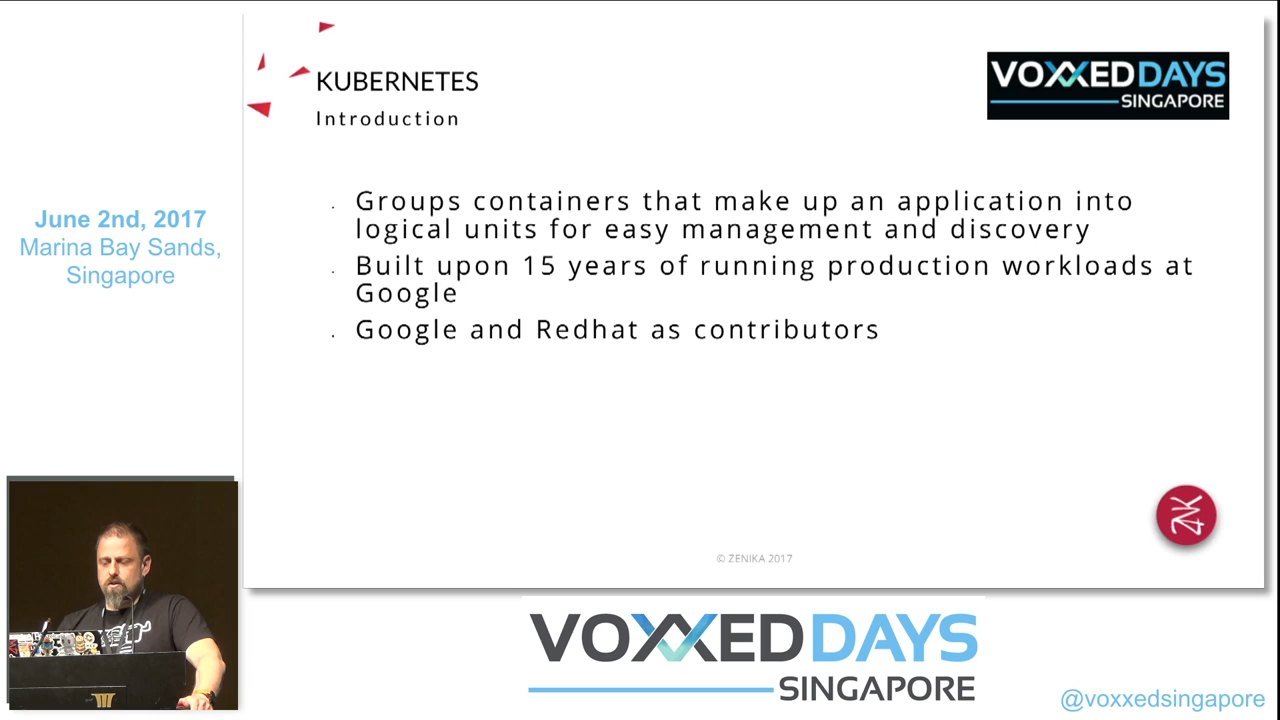 KUBERNETES
Introduction
VOXXEDDAYS
SINGAPORE
June 2nd, 2017
Marina Bay Sands,
Singapore
. Groups containers that make up an application into
logical units for easy management and discovery
. Built upon 15 years of running production workloads at
Google
. Google and Redhat as contributors
ZNK
© ZENIKA 2017
VOXXEDDAYS
SINGAPORE
@voxxedsingapore